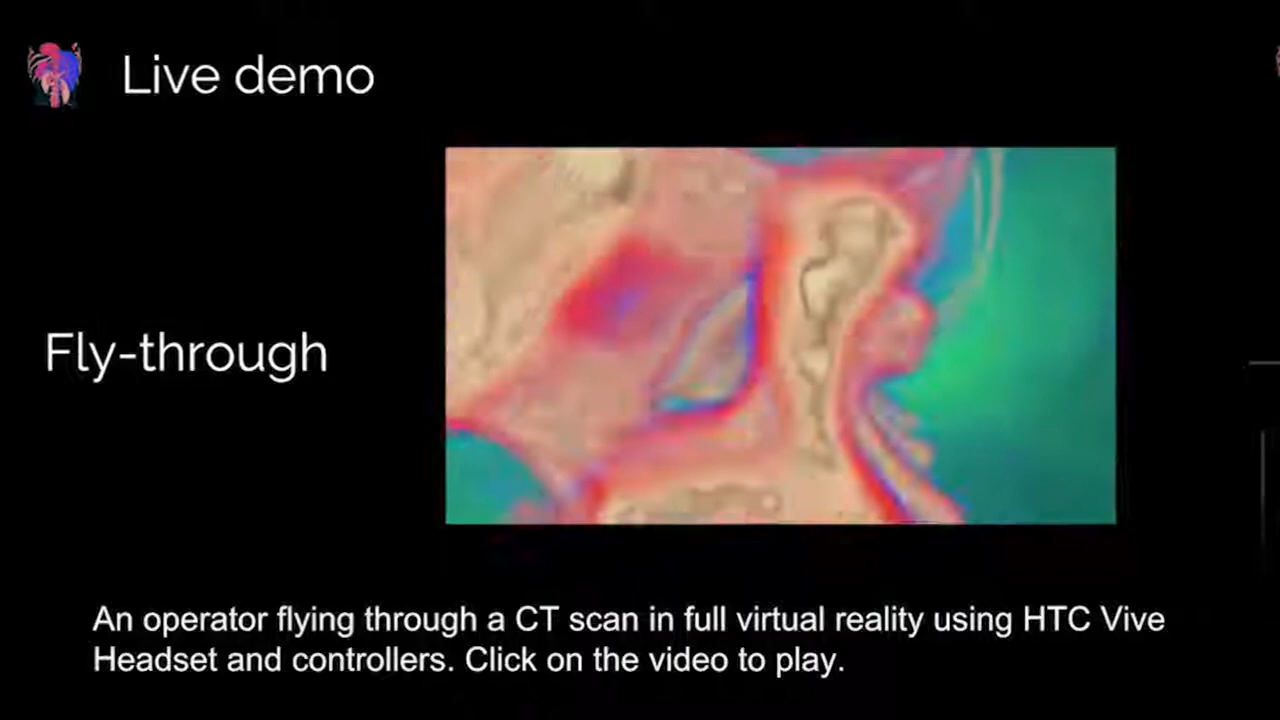 Live demo
Fly-through
An operator flying through a CT scan in full virtual reality using HTC Vive
Headset and controllers. Click on the video to play.